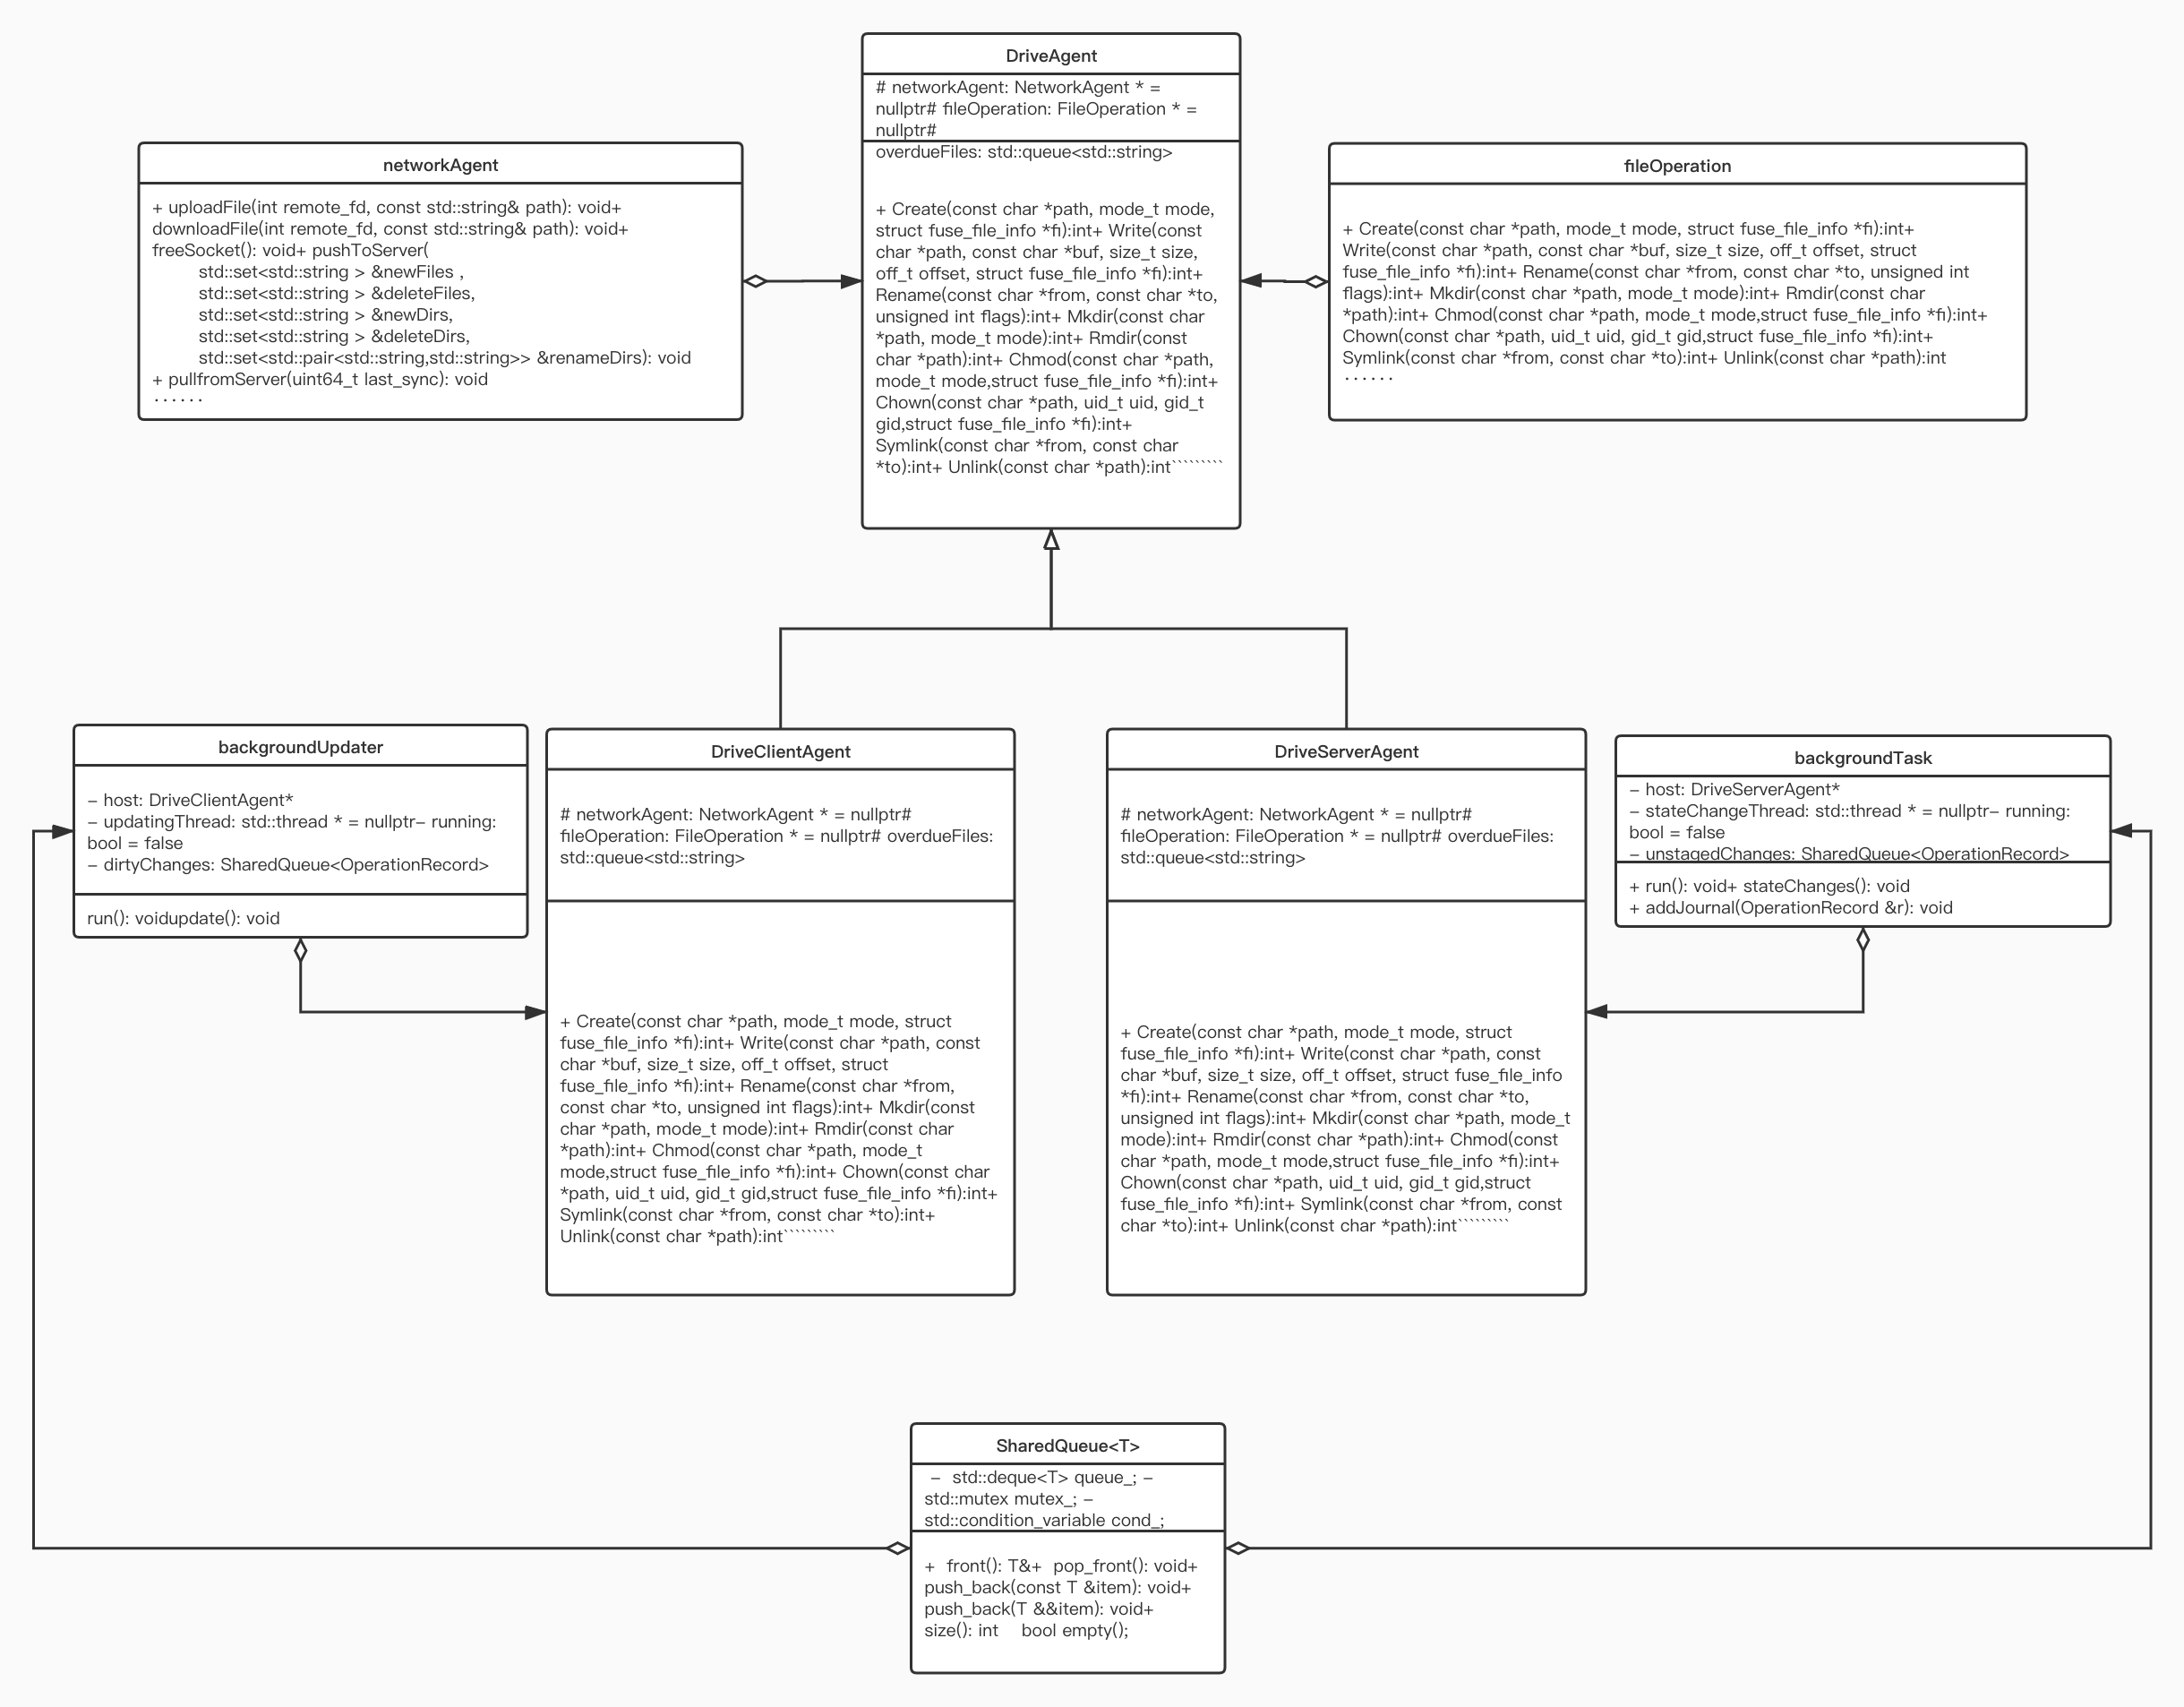 DriveAgent
# networkAgent: NetworkAgent * =
nullptr# fileOperation: FileOperation * =
nullptr#
overdueFiles: std::queue<std::string>
+ Create(const char *path, mode_t mode,
struct fuse_file_info *fi):int+ Write(const
char *path, const char *buf, size_t size,
off_t offset, struct fuse_file_info *fi):int+
Rename(const char *from, const char *to,
unsigned int flags):int+ Mkdir(const char
*path, mode_t mode):int+ Rmdir(const
char *path):int+ Chmod(const char *path,
mode_t mode,struct fuse_file_info *fi):int+
Chown(const char *path, uid_t uid, gid_t
gid,struct fuse_file_info *fi):int+
Symlink(const char *from, const char
*to):int+ Unlink(const char *path):int`````````
networkAgent
+ uploadFile(int remote_fd, const std::string& path): void+
downloadFile(int remote_fd, const std::string& path): void+
freeSocket(): void+ pushToServer(
std::set<std::string > &newFiles ,
std::set<std::string > &deleteFiles,
std::set<std::string > &newDirs,
std::set<std::string > &deleteDirs,
std::set<std::pair<std::string,std::string>> &renameDirs): void
+ pullfromServer(uint64_t last_sync): void
······
fileOperation
+ Create(const char *path, mode_t mode, struct fuse_file_info *fi):int+
Write(const char *path, const char *buf, size_t size, off_t offset, struct
fuse_file_info *fi):int+ Rename(const char *from, const char *to, unsigned int
flags):int+ Mkdir(const char *path, mode_t mode):int+ Rmdir(const char
*path):int+ Chmod(const char *path, mode_t mode,struct fuse_file_info *fi):int+
Chown(const char *path, uid_t uid, gid_t gid,struct fuse_file_info *fi):int+
Symlink(const char *from, const char *to):int+ Unlink(const char *path):int
······
backgroundUpdater
– host: DriveClientAgent*
– updatingThread: std::thread * = nullptr– running:
bool = false
– dirtyChanges: SharedQueue<OperationRecord>
run(): voidupdate(): void
DriveClientAgent
# networkAgent: NetworkAgent * = nullptr#
fileOperation: FileOperation * = nullptr# overdueFiles:
std::queue<std::string>
+ Create(const char *path, mode_t mode, struct
fuse_file_info *fi):int+ Write(const char *path, const
char *buf, size_t size, off_t offset, struct
fuse_file_info *fi):int+ Rename(const char *from,
const char *to, unsigned int flags):int+ Mkdir(const
char *path, mode_t mode):int+ Rmdir(const char
*path):int+ Chmod(const char *path, mode_t
mode,struct fuse_file_info *fi):int+ Chown(const char
*path, uid_t uid, gid_t gid,struct fuse_file_info *fi):int+
Symlink(const char *from, const char *to):int+
Unlink(const char *path):int`````````
DriveServerAgent
# networkAgent: NetworkAgent * = nullptr#
fileOperation: FileOperation * = nullptr# overdueFiles:
std::queue<std::string>
+ Create(const char *path, mode_t mode, struct
fuse_file_info *fi):int+ Write(const char *path, const
char *buf, size_t size, off_t offset, struct fuse_file_info
*fi):int+ Rename(const char *from, const char *to,
unsigned int flags):int+ Mkdir(const char *path, mode_t
mode):int+ Rmdir(const char *path):int+ Chmod(const
char *path, mode_t mode,struct fuse_file_info *fi):int+
Chown(const char *path, uid_t uid, gid_t gid,struct
fuse_file_info *fi):int+ Symlink(const char *from, const
char *to):int+ Unlink(const char *path):int`````````
backgroundTask
– host: DriveServerAgent*
– stateChangeThread: std::thread * = nullptr– running:
bool = false
– unstagedChanges: SharedQueue<OperationRecord>
+ run(): void+ stateChanges(): void
+ addJournal(OperationRecord &r): void
SharedQueue<T>
– std::deque<T> queue_; –
std::mutex mutex_; –
std::condition_variable cond_;
+ front(): T&+ pop_front(): void+
push_back(const T &item): void+
push_back(T &&item): void+
size(): int bool empty();